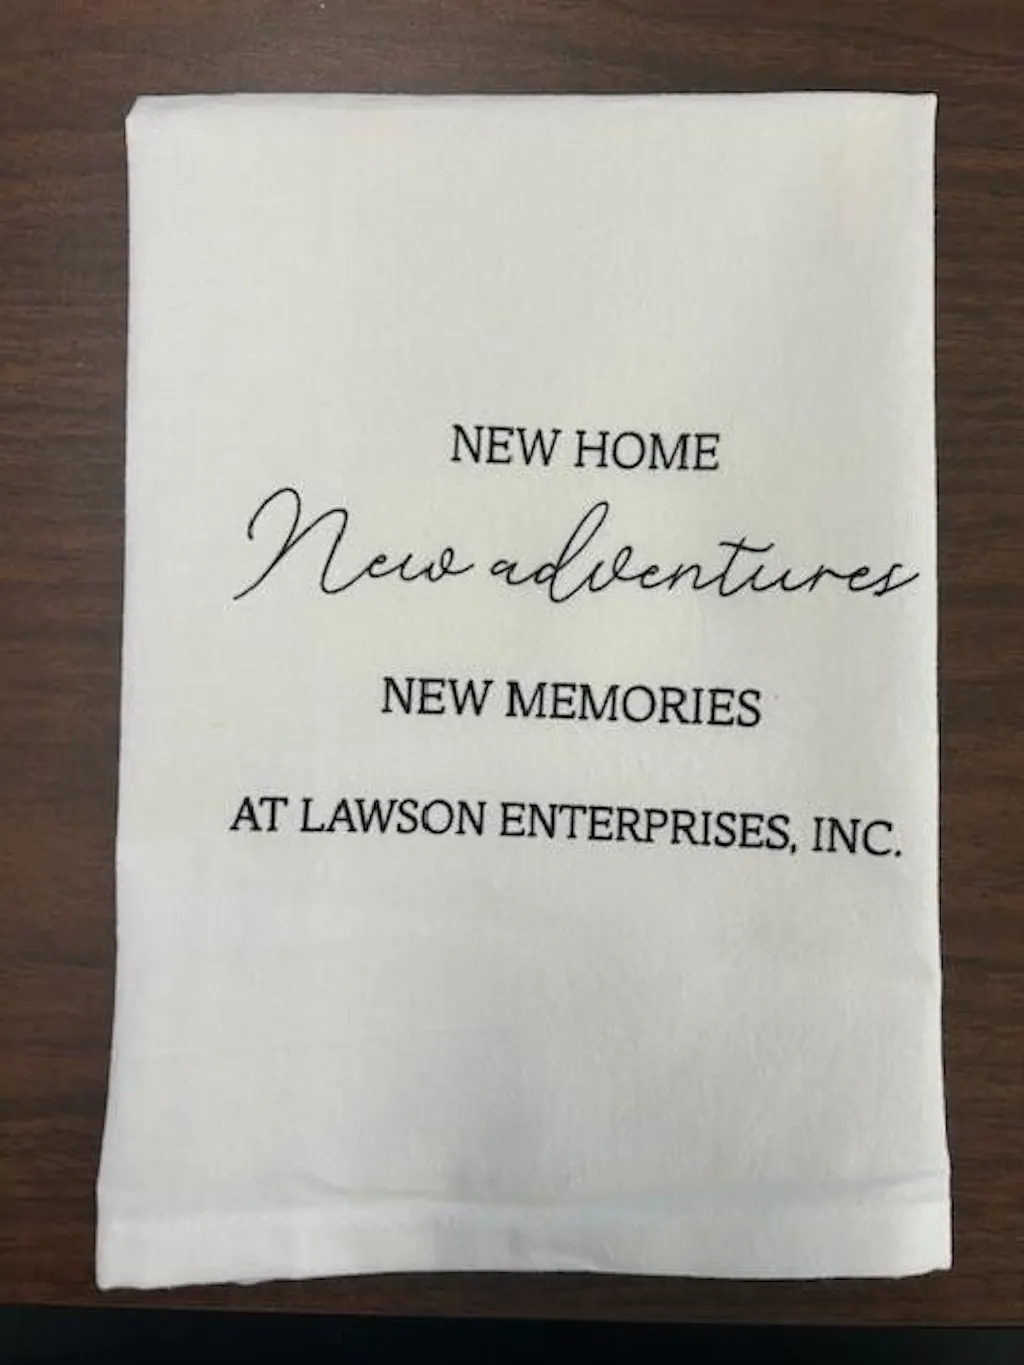 NEW HOME
New adventures
NEW MEMORIES
AT LAWSON ENTERPRISES, INC.